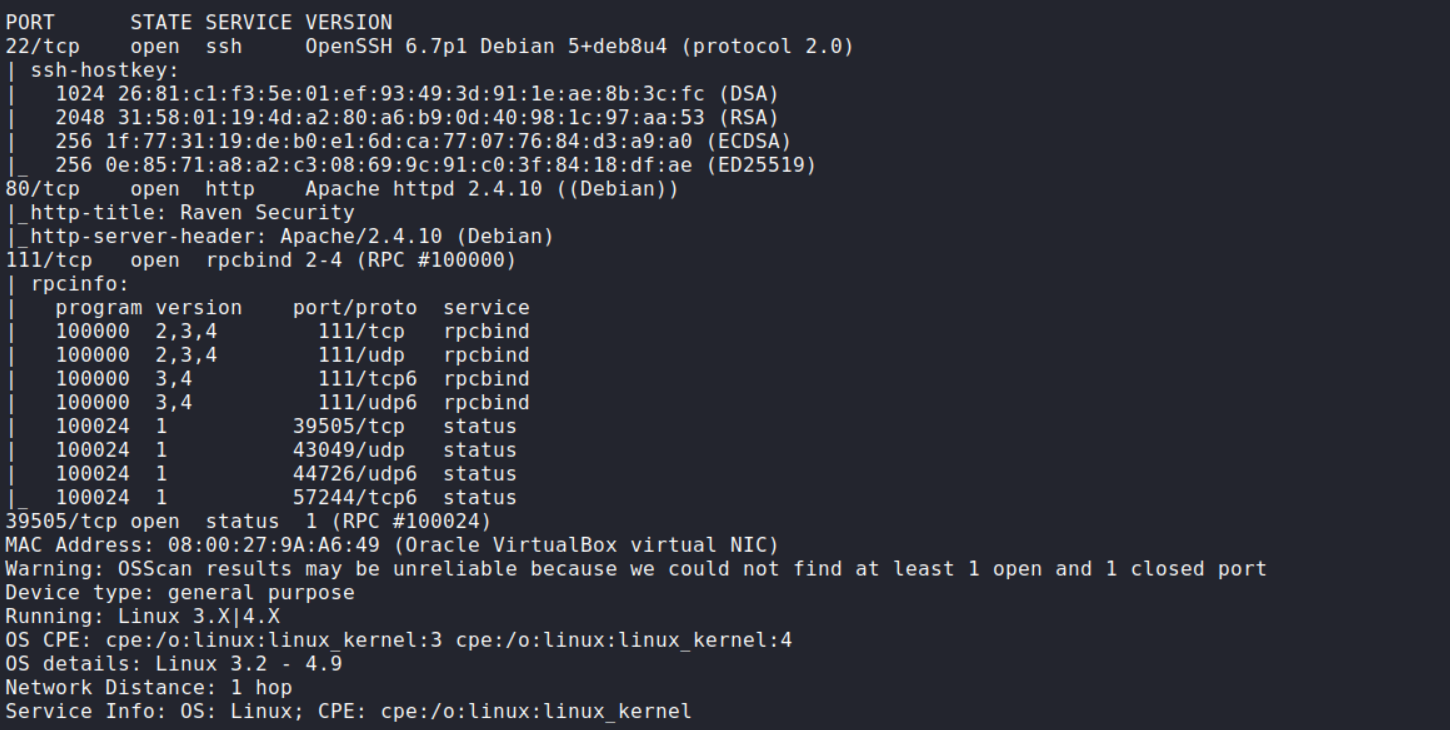 PORT      STATE SERVICE VERSION
22/tcp    open  ssh     OpenSSH 6.7p1 Debian 5+deb8u4 (protocol 2.0)
| ssh-hostkey:
|   1024 26:81:c1:f3:5e:01:ef:93:49:3d:91:1e:ae:8b:3c:fc (DSA)
|   2048 31:58:01:19:4d:a2:80:a6:b9:0d:40:98:1c:97:aa:53 (RSA)
|   256 1f:77:31:19:de:b0:e1:6d:ca:77:07:76:84:d3:a9:a0 (ECDSA)
|_  256 0e:85:71:a8:a2:c3:08:69:9c:91:c0:3f:84:18:df:ae (ED25519)
80/tcp    open  http    Apache httpd 2.4.10 ((Debian))
|_http-title: Raven Security
|_http-server-header: Apache/2.4.10 (Debian)
111/tcp   open  rpcbind 2-4 (RPC #100000)
| rpcinfo:
|   program version    port/proto  service
|   100000  2,3,4        111/tcp   rpcbind
|   100000  2,3,4        111/udp   rpcbind
|   100000  3,4          111/tcp6  rpcbind
|   100000  3,4          111/udp6  rpcbind
|   100024  1          39505/tcp   status
|   100024  1          43049/udp   status
|   100024  1          44726/udp6  status
|_  100024  1          57244/tcp6  status
39505/tcp open  status  1 (RPC #100024)
MAC Address: 08:00:27:9A:A6:49 (Oracle VirtualBox virtual NIC)
Warning: OSScan results may be unreliable because we could not find at least 1 open and 1 closed port
Device type: general purpose
Running: Linux 3.X|4.X
OS CPE: cpe:/o:linux:linux_kernel:3 cpe:/o:linux:linux_kernel:4
OS details: Linux 3.2 - 4.9
Network Distance: 1 hop
Service Info: OS: Linux; CPE: cpe:/o:linux:linux_kernel